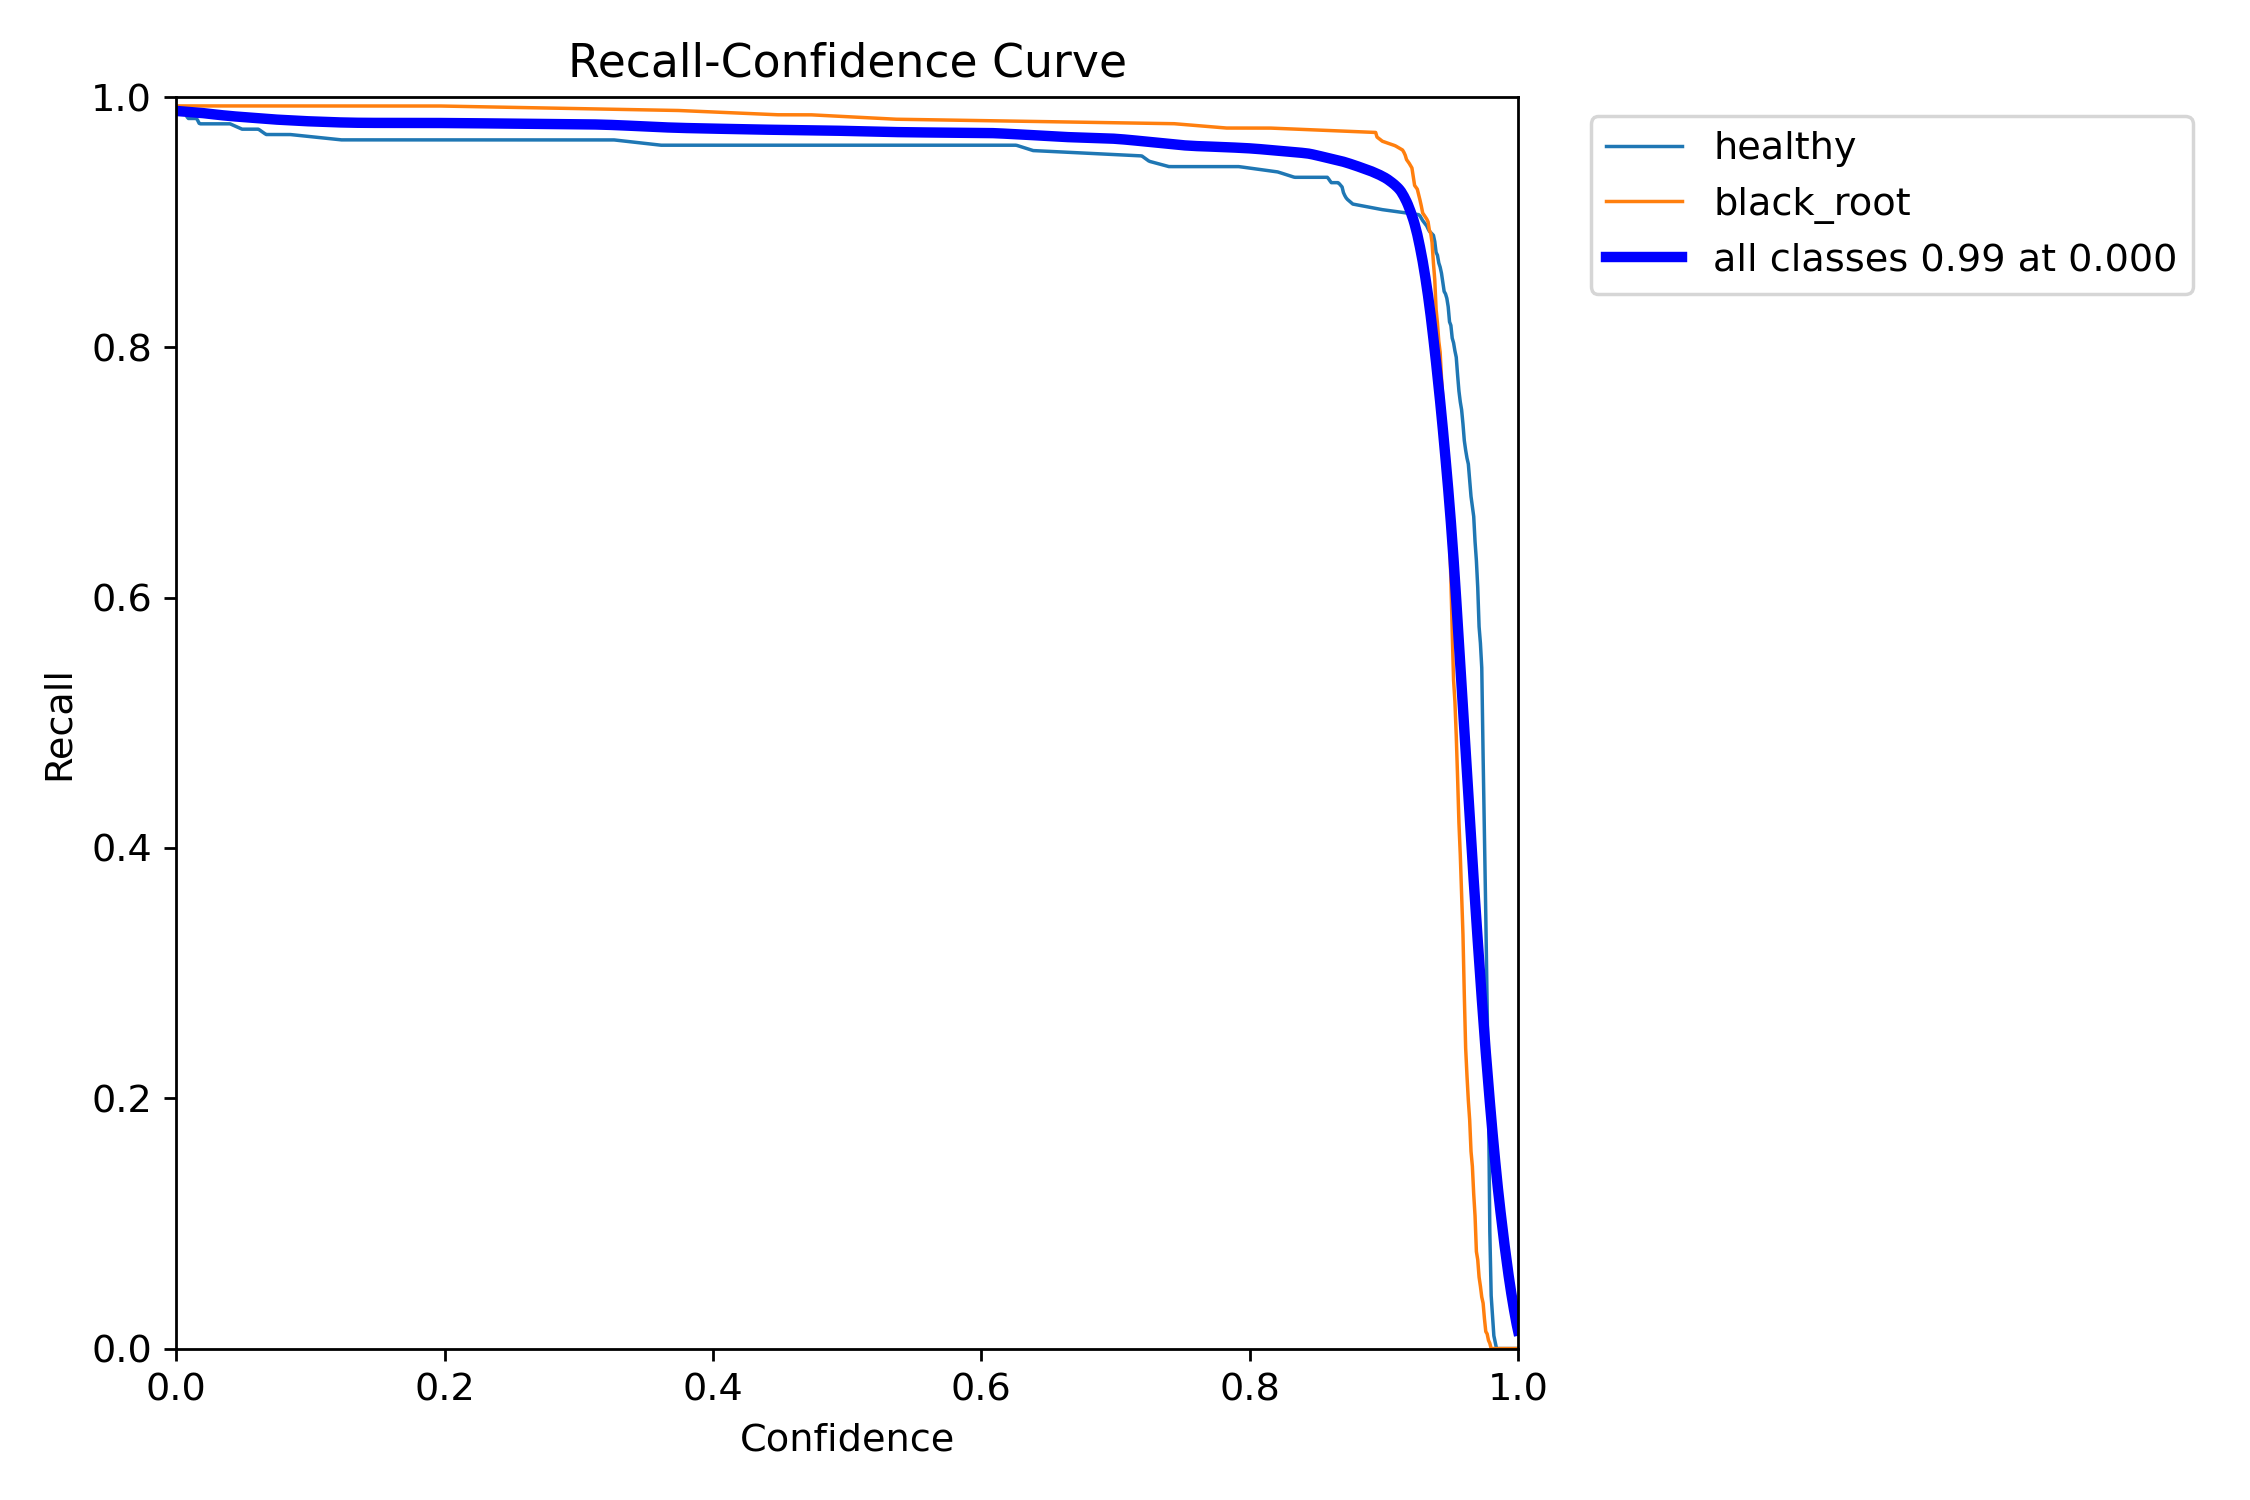 Recall-Confidence Curve
1.0
0.8
0.6
0.4
0.2
0.0
Recall
0.0 0.2 0.4 0.6 0.8 1.0
Confidence
healthy
black_root
all classes 0.99 at 0.000